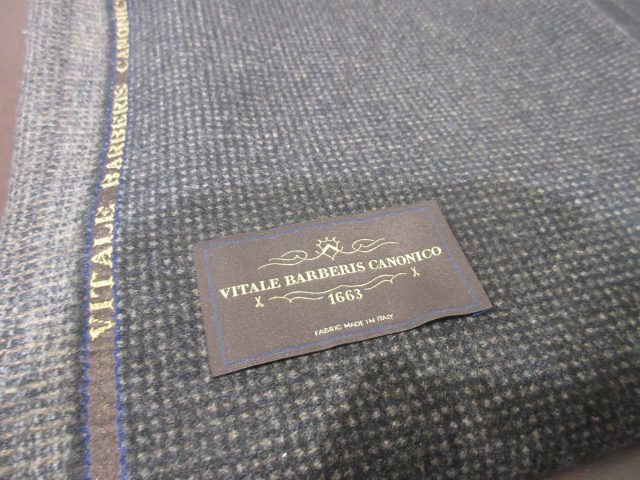 VITALE BARBERIS CANONICO
VITALE BARBERIS CANONICO
1663
FABRIC MADE IN ITALY